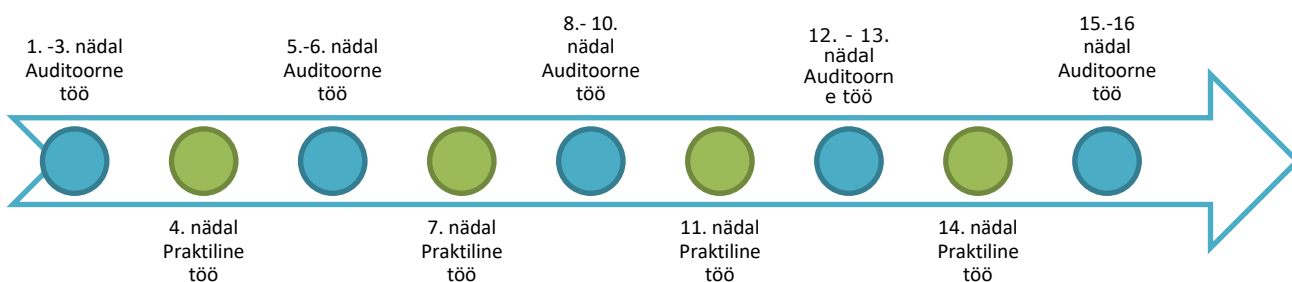 1. -3. nädal
Auditoorne
töö
4. nädal
Praktiline
töö
5.-6. nädal
Auditoorne
töö
7. nädal
Praktiline
töö
8.- 10.
nädal
Auditoorne
töö
11. nädal
Praktiline
töö
12. - 13.
nädal
Auditoorn
e töö
14. nädal
Praktiline
töö
15.-16
nädal
Auditoorne
töö